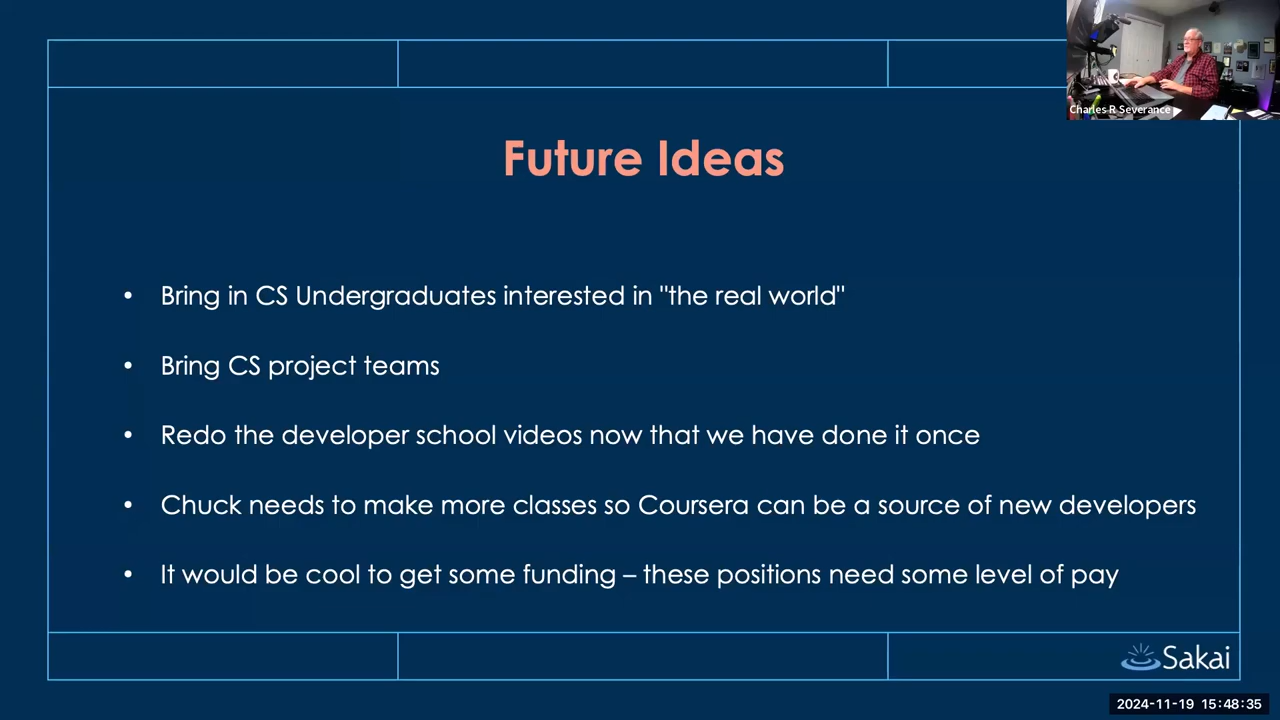 Charles R Severance
Future Ideas
• Bring in CS Undergraduates interested in "the real world"
• Bring CS project teams
• Redo the developer school videos now that we have done it once
• Chuck needs to make more classes so Coursera can be a source of new developers
• It would be cool to get some funding – these positions need some level of pay
Sakai
2024-11-19 15:48:35